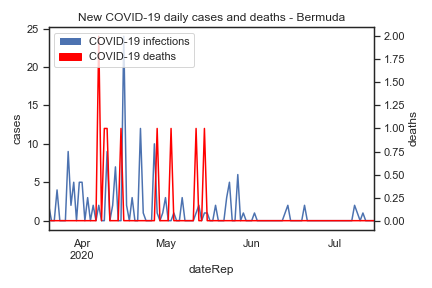 New COVID-19 daily cases and deaths - Bermuda
COVID-19 infections
COVID-19 deaths
cases
25
20
15
10
5
0
deaths
2.00
1.75
1.50
1.25
1.00
0.75
0.50
0.25
0.00
Apr
2020
May
Jun
Jul
dateRep